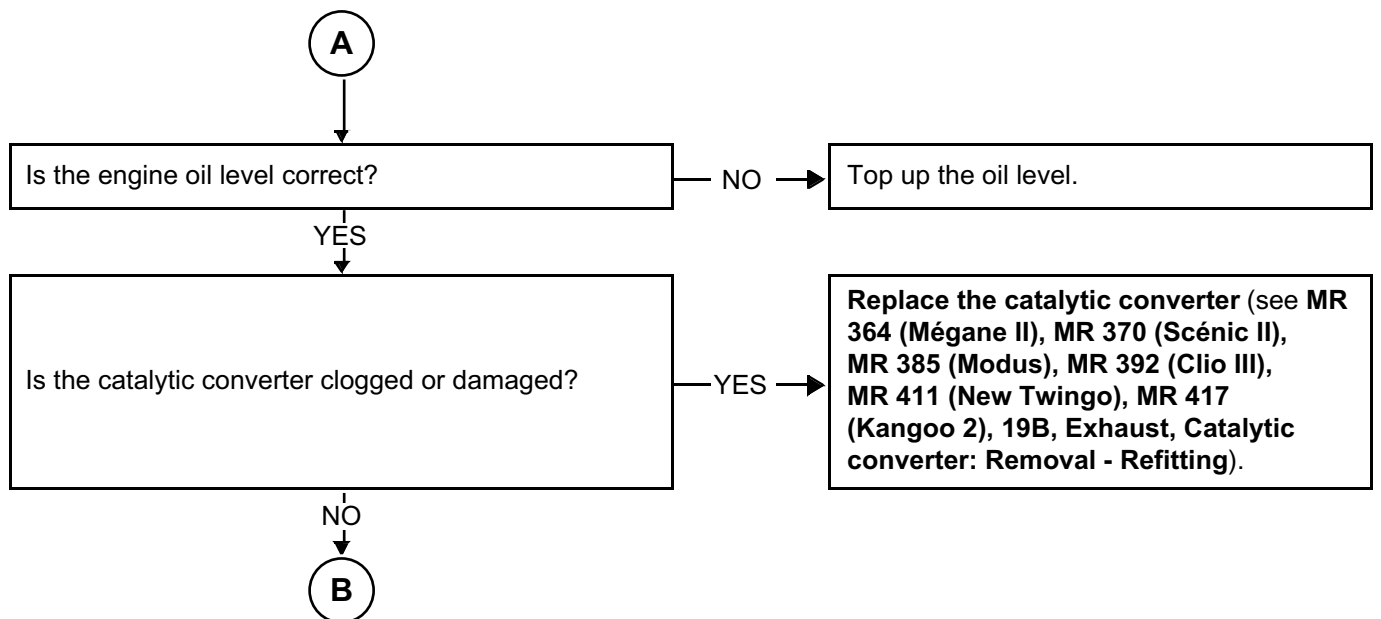 A
Is the engine oil level correct?
NO
Top up the oil level.
YES
Is the catalytic converter clogged or damaged?
YES
Replace the catalytic converter (see MR
364 (Mégane II), MR 370 (Scénic II),
MR 385 (Modus), MR 392 (Clio III),
MR 411 (New Twingo), MR 417
(Kangoo 2), 19B, Exhaust, Catalytic
converter: Removal - Refitting).
NO
B